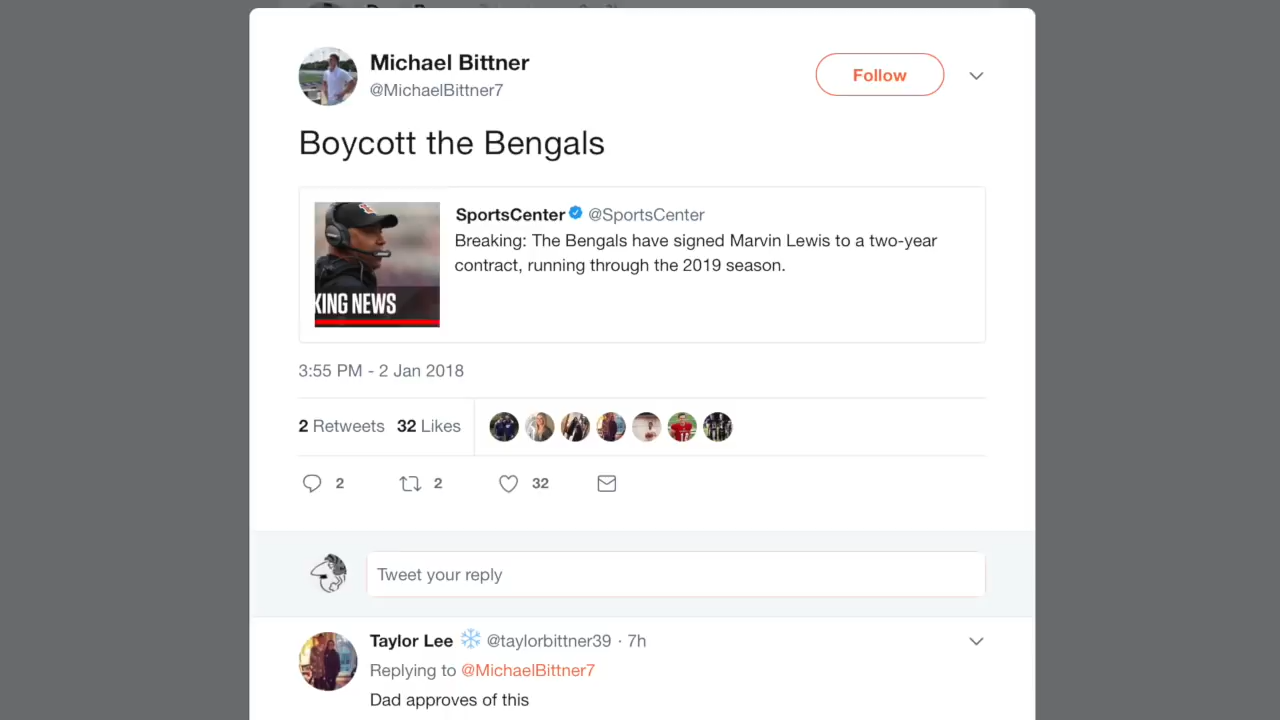 Michael Bittner
@MichaelBittner7
Follow
Boycott the Bengals
SportsCenter @SportsCenter
Breaking: The Bengals have signed Marvin Lewis to a two-year
contract, running through the 2019 season.
KING NEWS
3:55 PM - 2 Jan 2018
2 Retweets 32 Likes
2 2 32
Tweet your reply
Taylor Lee @taylorbittner39 · 7h
Replying to @MichaelBittner7
Dad approves of this